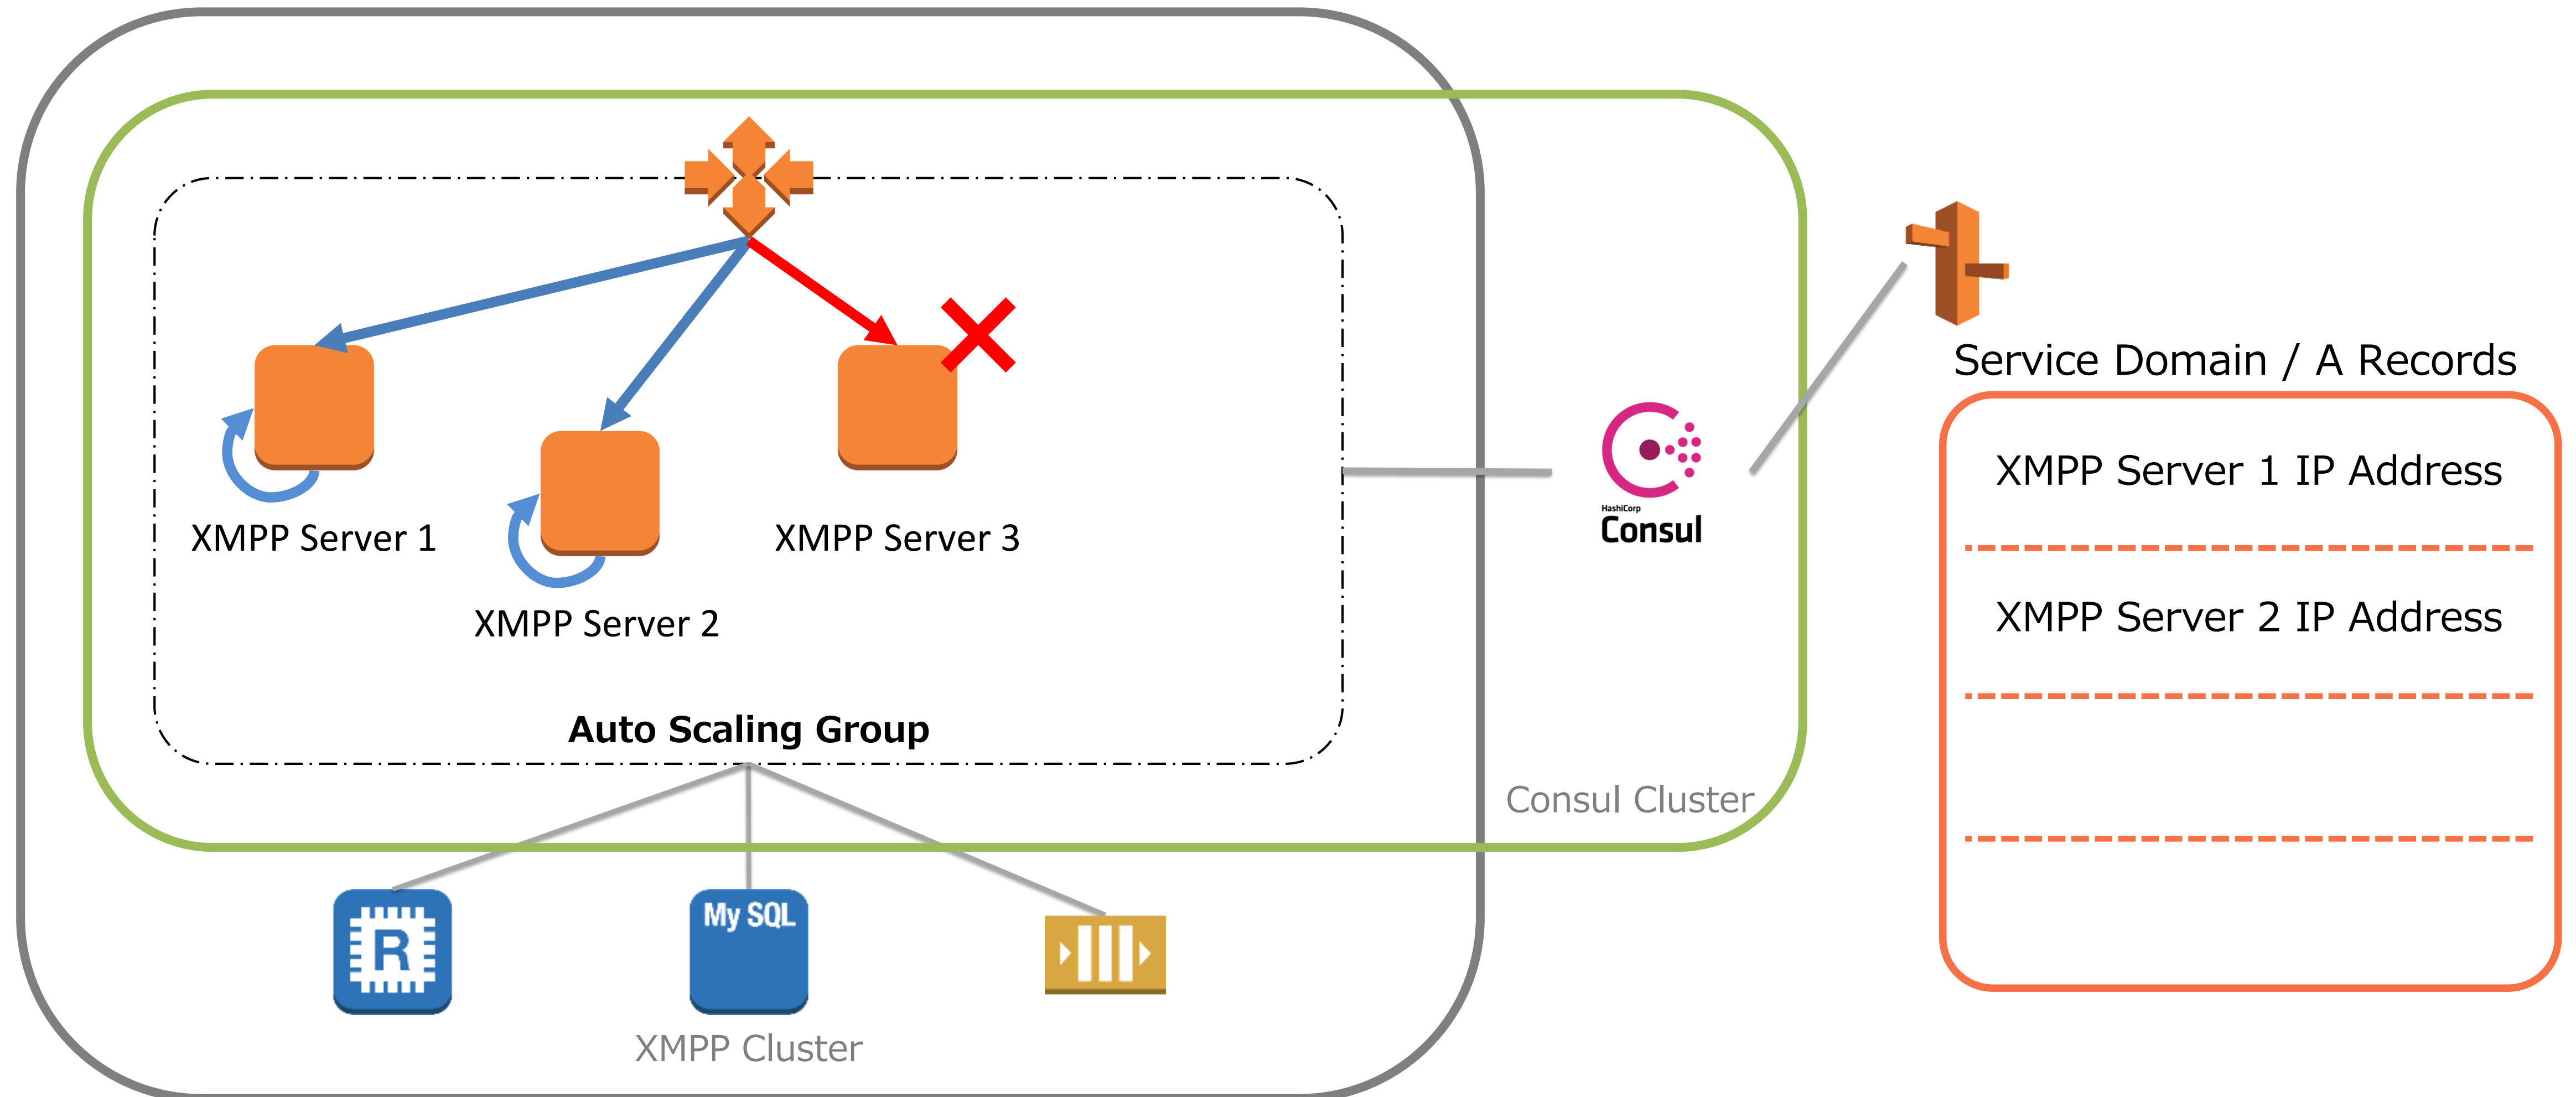 Service Domain / A Records
XMPP Server 1 IP Address
XMPP Server 2 IP Address
HashiCorp
Consul
XMPP Server 1
XMPP Server 2
XMPP Server 3
Auto Scaling Group
Consul Cluster
R
My SQL
XMPP Cluster